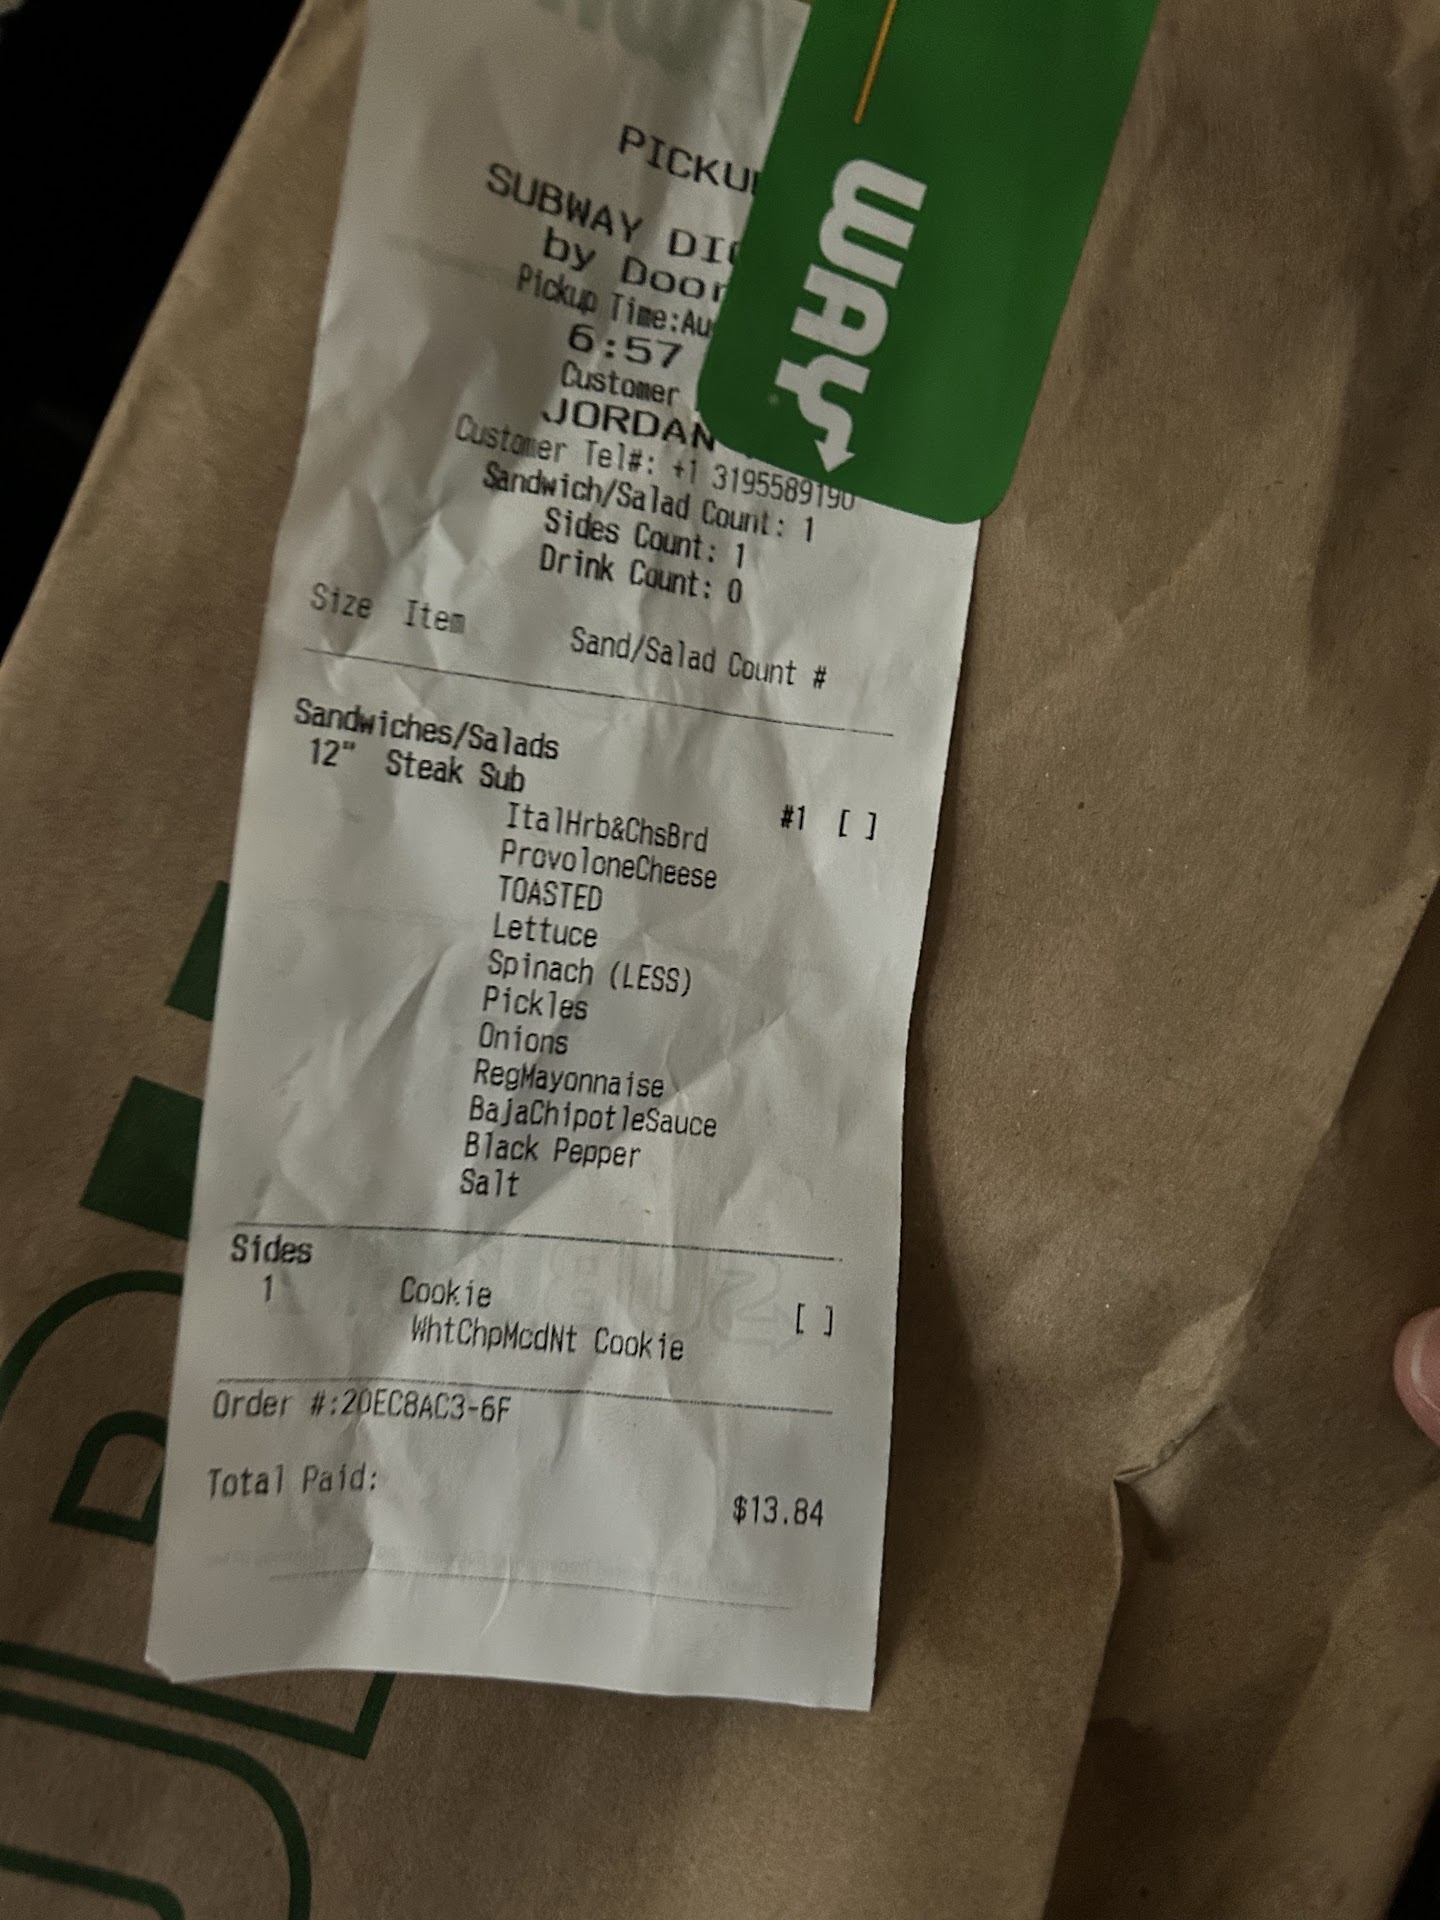 PICKU
SUBWAY DI
by Door
Pickup Time:Au
6:57
Customer
JORDAN
Customer Tel#: +1 3195589190
Sandwich/Salad Count: 1
Sides Count: 1
Drink Count: 0
Size Item Sand/Salad Count #
Sandwiches/Salads
12" Steak Sub #1 [ ]
ItalHrb&ChsBrd
ProvoloneCheese
TOASTED
Lettuce
Spinach (LESS)
Pickles
Onions
RegMayonnaise
BajaChipotleSauce
Black Pepper
Salt
Sides
1 Cookie [ ]
WhtChpMcdNt Cookie
Order #:20EC8AC3-6F
Total Paid: $13.84
WAY